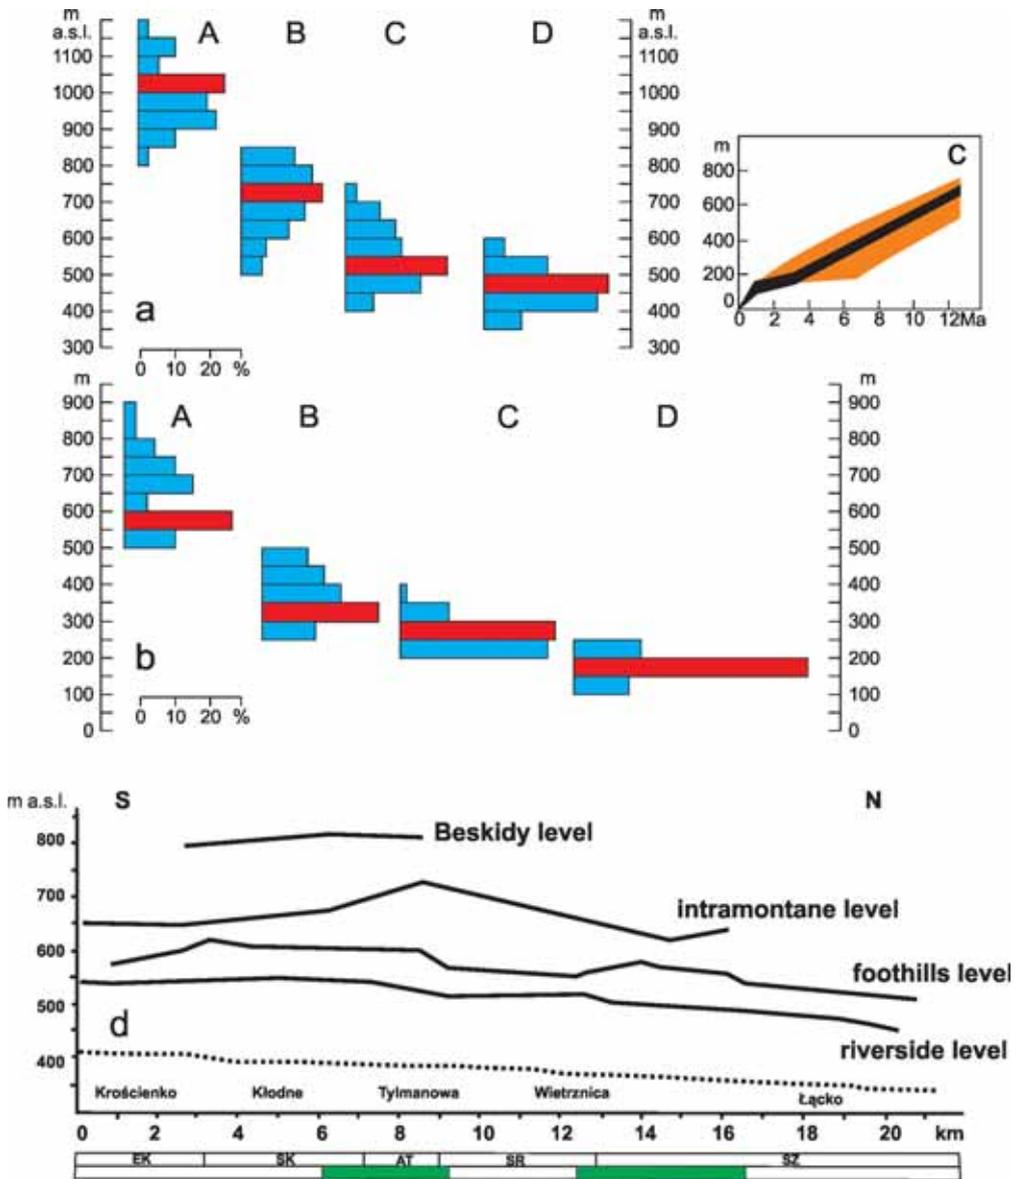 m
a.s.l.
1100
1000
900
800
700
600
500
400
300
A
B
C
D
a
0 10 20 %
m
a.s.l.
1100
1000
900
800
700
600
500
400
300
m
800
600
400
200
0
C
0 2 4 6 8 10 12Ma
m
900
800
700
600
500
400
300
200
100
0
A
B
C
D
b
0 10 20 %
m
900
800
700
600
500
400
300
200
100
0
m a.s.l.
S
N
800
700
600
500
400
Beskidy level
intramontane level
foothills level
riverside level
d
Krościenko Kłodne Tylmanowa Wietrznica Łącko
0 2 4 6 8 10 12 14 16 18 20 km
EK SK AT SR SZ